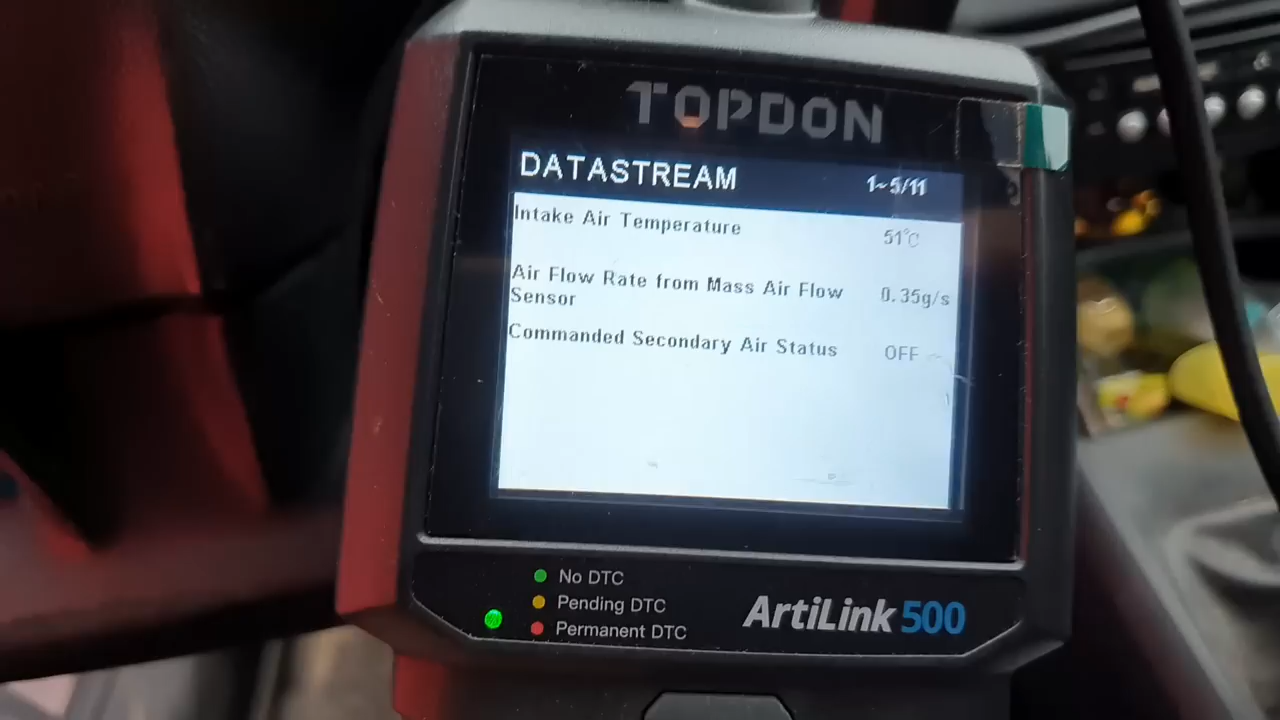 TOPDON
DATASTREAM 1~5/11
Intake Air Temperature 51℃
Air Flow Rate from Mass Air Flow 0.35g/s
Sensor
Commanded Secondary Air Status OFF
No DTC
Pending DTC
Permanent DTC
ArtiLink 500